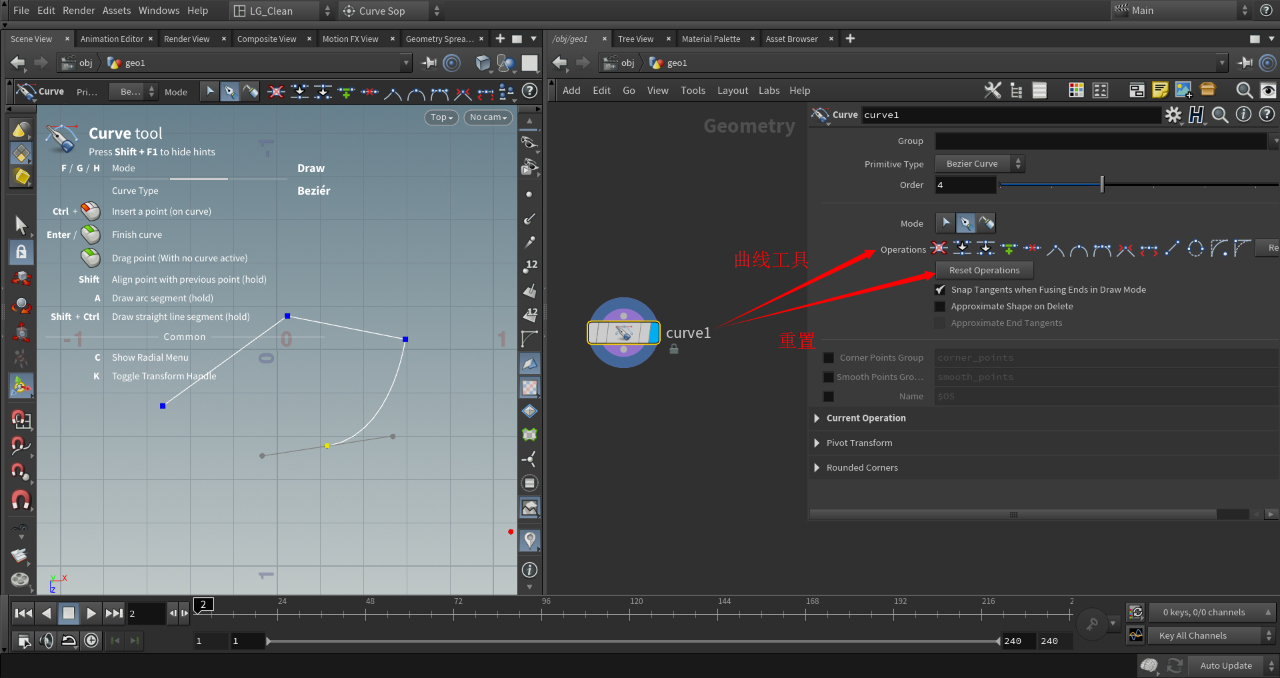 File Edit Render Assets Windows Help LG_Clean Curve Sop Main
Scene View × Animation Editor × Render View × Composite View × Motion FX View × Geometry Sprea... ×
/obj/geo1 × Tree View × Material Palette × Asset Browser ×
obj geo1
obj geo1
Curve Pri... Be... Mode
Add Edit Go View Tools Layout Labs Help
Top No cam
Curve tool
Press Shift + F1 to hide hints
F / G / H Mode Draw
Curve Type Beziér
Ctrl + Insert a point (on curve)
Enter / Finish curve
Drag point (With no curve active)
Shift Align point with previous point (hold)
A Draw arc segment (hold)
Shift + Ctrl Draw straight line segment (hold)
Common
C Show Radial Menu
K Toggle Transform Handle
-1
-1 0 1
0
1
Y X
Z
12
12
Geometry
曲线工具
重置
curve1
Curve curve1
Group
Primitive Type Bezier Curve
Order 4
Mode
Operations Re
Reset Operations
Snap Tangents when Fusing Ends in Draw Mode
Approximate Shape on Delete
Approximate End Tangents
Corner Points Group corner_points
Smooth Points Gro... smooth_points
Name $OS
Current Operation
Pivot Transform
Rounded Corners
2 2 24 48 72 96 120 144 168 192 216 2
0 keys, 0/0 channels
1 1 240 240 Key All Channels
Auto Update